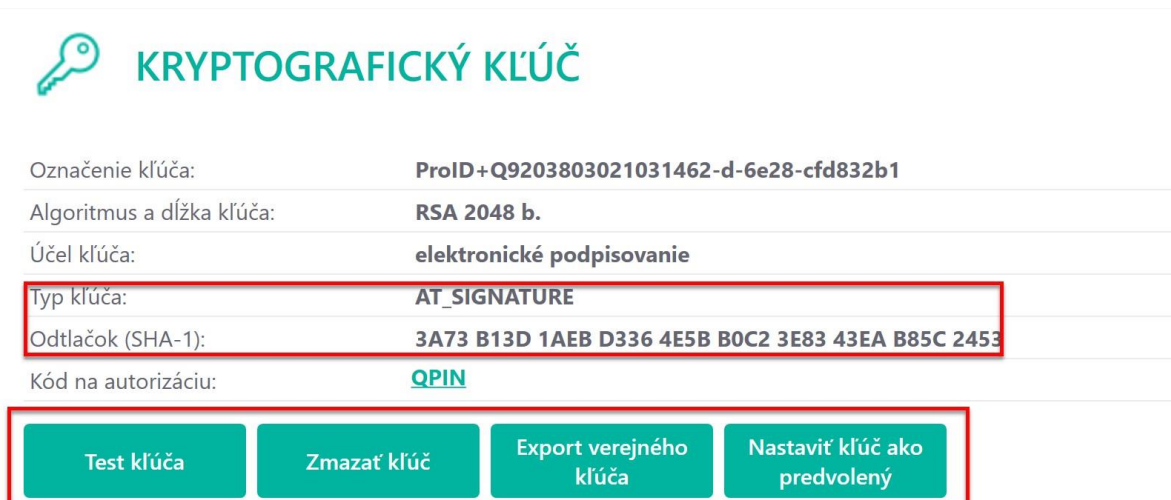 KRYPTOGRAFICKÝ KĽÚČ
Označenie kľúča: ProID+Q9203803021031462-d-6e28-cfd832b1
Algoritmus a dĺžka kľúča: RSA 2048 b.
Účel kľúča: elektronické podpisovanie
Typ kľúča: AT_SIGNATURE
Odtlačok (SHA-1): 3A73 B13D 1AEB D336 4E5B B0C2 3E83 43EA B85C 2453
Kód na autorizáciu: QPIN
Test kľúča
Zmazať kľúč
Export verejného
kľúča
Nastaviť kľúč ako
predvolený